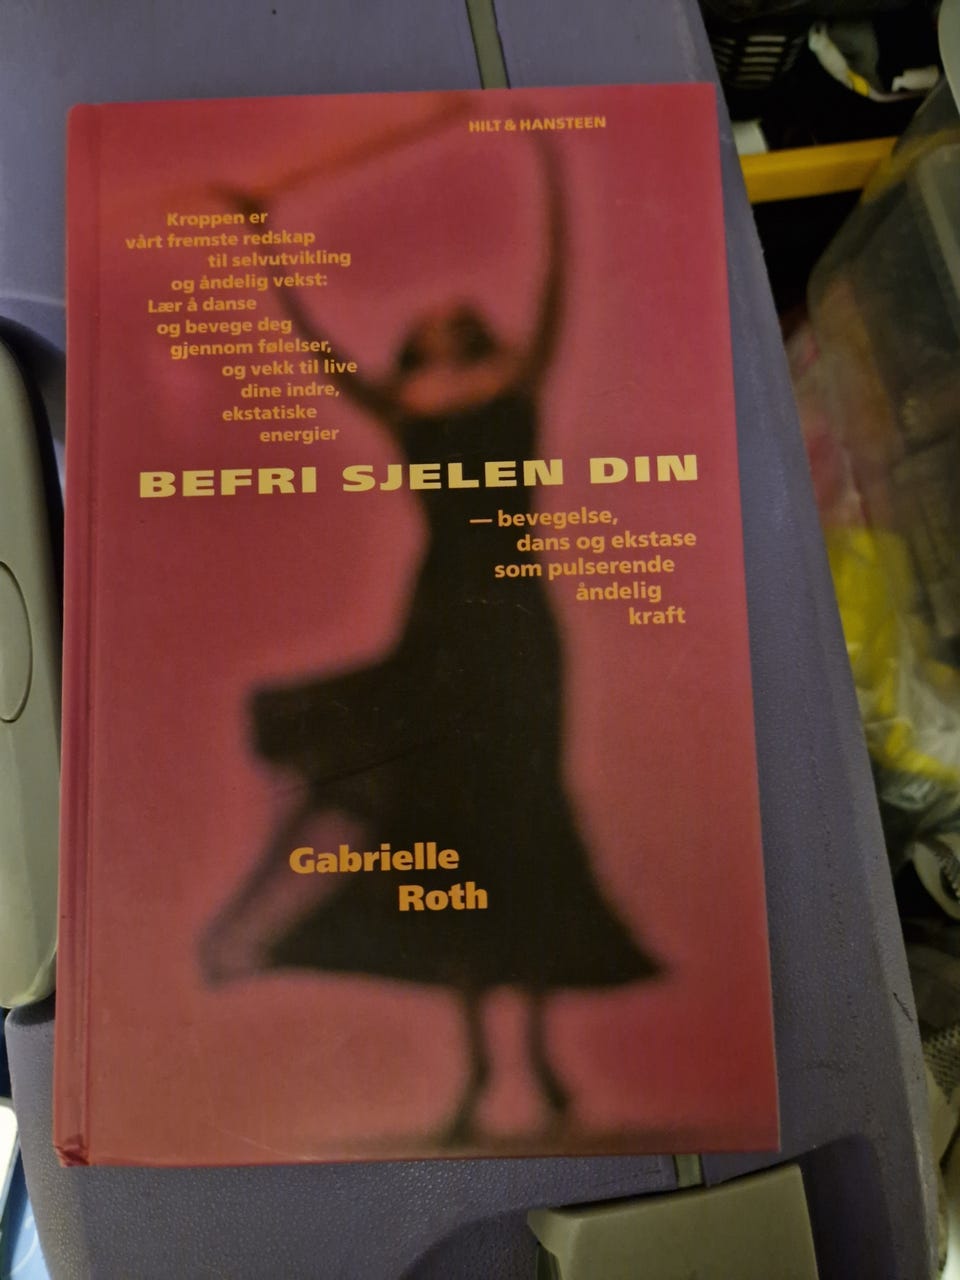 HILT & HANSTEEN
Kroppen er
vårt fremste redskap
til selvutvikling
og åndelig vekst:
Lær å danse
og bevege deg
gjennom følelser,
og vekk til live
dine indre,
ekstatiske
energier
BEFRI SJELEN DIN
— bevegelse,
dans og ekstase
som pulserende
åndelig
kraft
Gabrielle
Roth